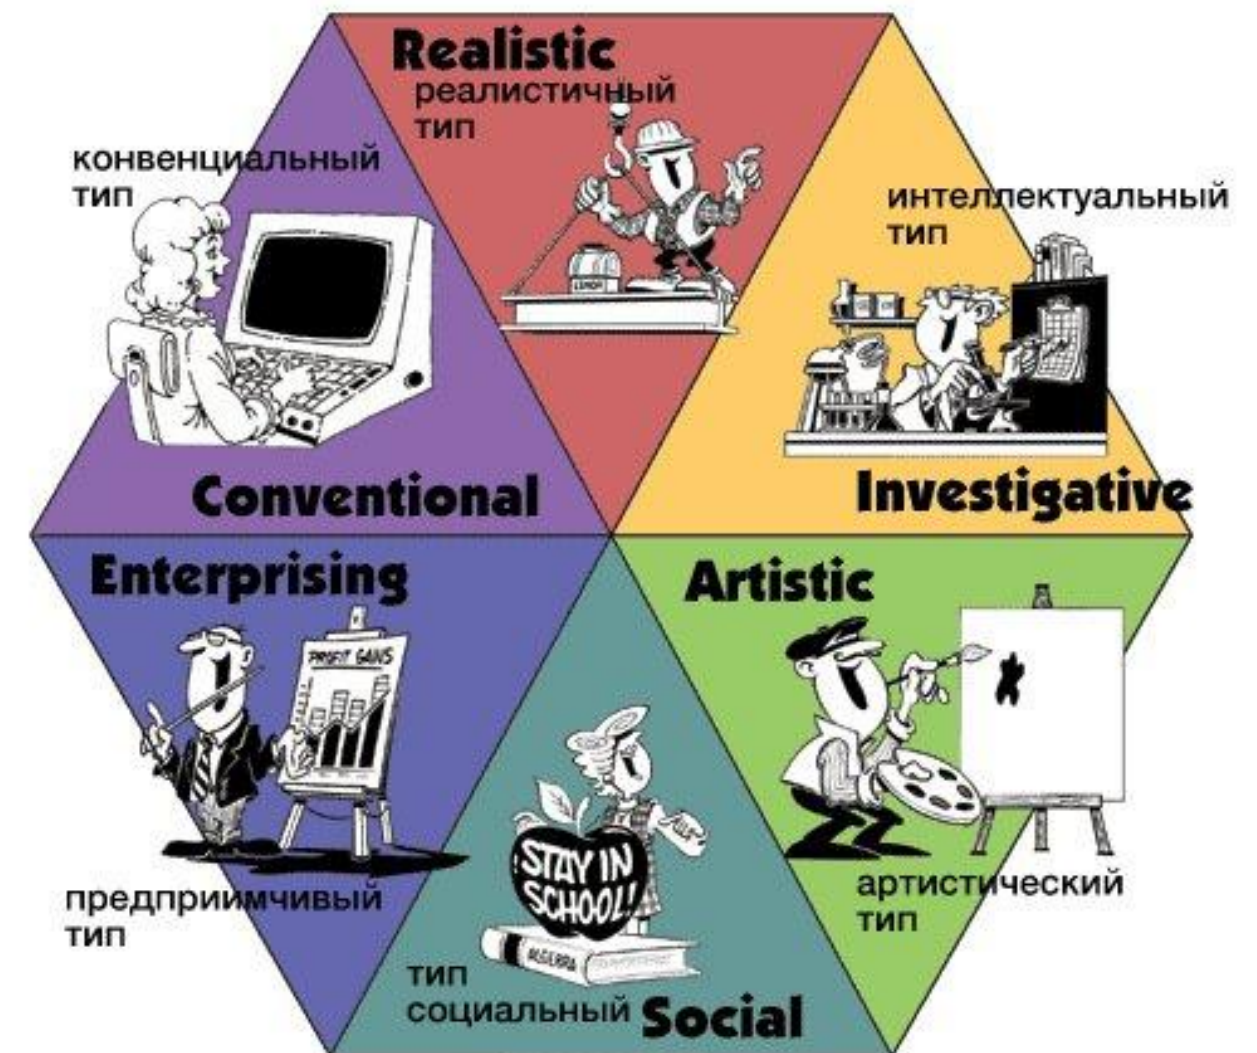 Realistic
реалистичный
тип
конвенциальный
тип
интеллектуальный
тип
Conventional
Investigative
Enterprising
Artistic
PROFIT GAINS
STAY IN
SCHOOL!
ALGEBRA
предприимчивый
тип
артистический
тип
тип
социальный
Social